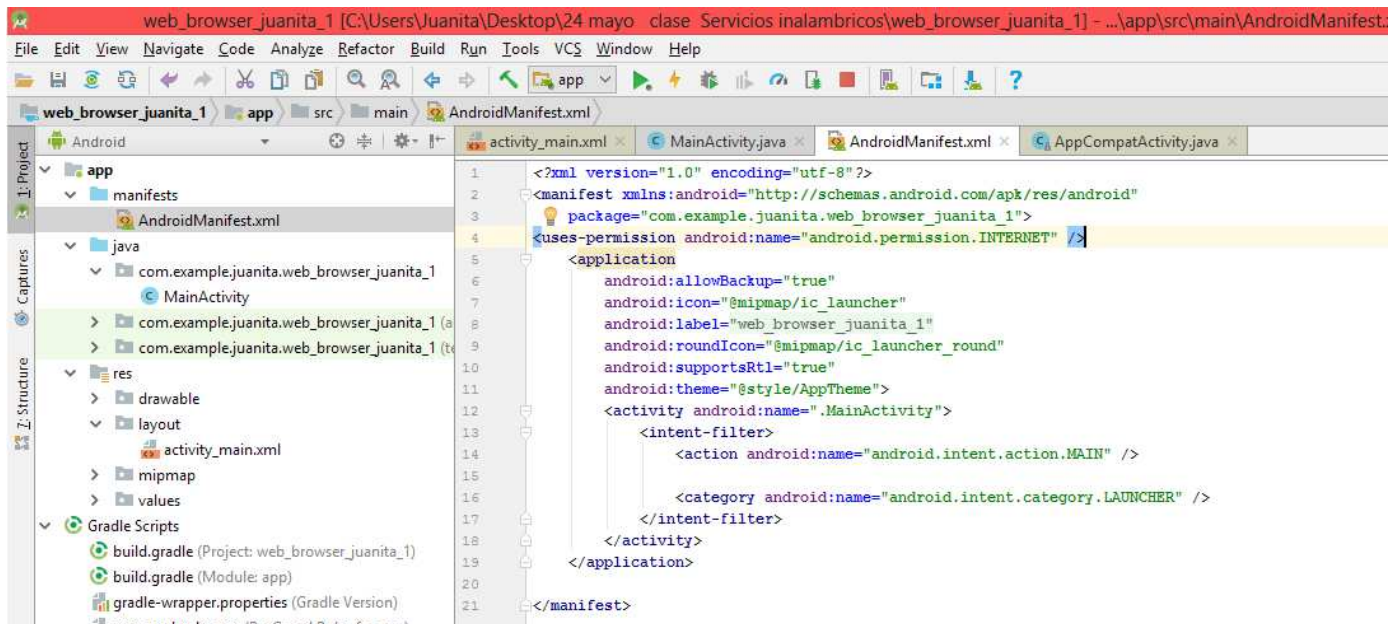 web_browser_juanita_1 [C:\Users\Juanita\Desktop\24 mayo clase Servicios inalambricos\web_browser_juanita_1] - ...\app\src\main\AndroidManifest.
File Edit View Navigate Code Analyze Refactor Build Run Tools VCS Window Help
app
web_browser_juanita_1 app src main AndroidManifest.xml
Android
activity_main.xml MainActivity.java AndroidManifest.xml AppCompatActivity.java
1: Project
Captures
7: Structure
app
manifests
AndroidManifest.xml
java
com.example.juanita.web_browser_juanita_1
MainActivity
com.example.juanita.web_browser_juanita_1 (a
com.example.juanita.web_browser_juanita_1 (te
res
drawable
layout
activity_main.xml
mipmap
values
Gradle Scripts
build.gradle (Project: web_browser_juanita_1)
build.gradle (Module: app)
gradle-wrapper.properties (Gradle Version)
1 <?xml version="1.0" encoding="utf-8"?>
2 <manifest xmlns:android="http://schemas.android.com/apk/res/android"
3 package="com.example.juanita.web_browser_juanita_1">
4 <uses-permission android:name="android.permission.INTERNET" />
5 <application
6 android:allowBackup="true"
7 android:icon="@mipmap/ic_launcher"
8 android:label="web_browser_juanita_1"
9 android:roundIcon="@mipmap/ic_launcher_round"
10 android:supportsRtl="true"
11 android:theme="@style/AppTheme">
12 <activity android:name=".MainActivity">
13 <intent-filter>
14 <action android:name="android.intent.action.MAIN" />
15
16 <category android:name="android.intent.category.LAUNCHER" />
17 </intent-filter>
18 </activity>
19 </application>
20
21 </manifest>